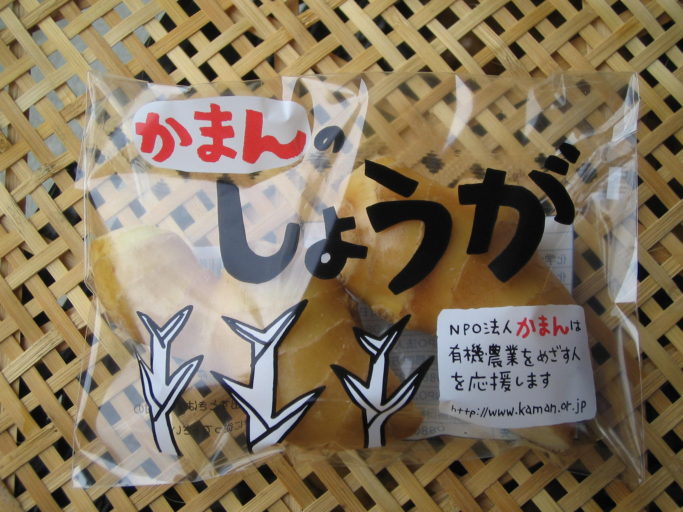 かまんの
しょうが
NPO法人かまんは
有機農業をめざす人
を応援します
http://www.kaman.or.jp